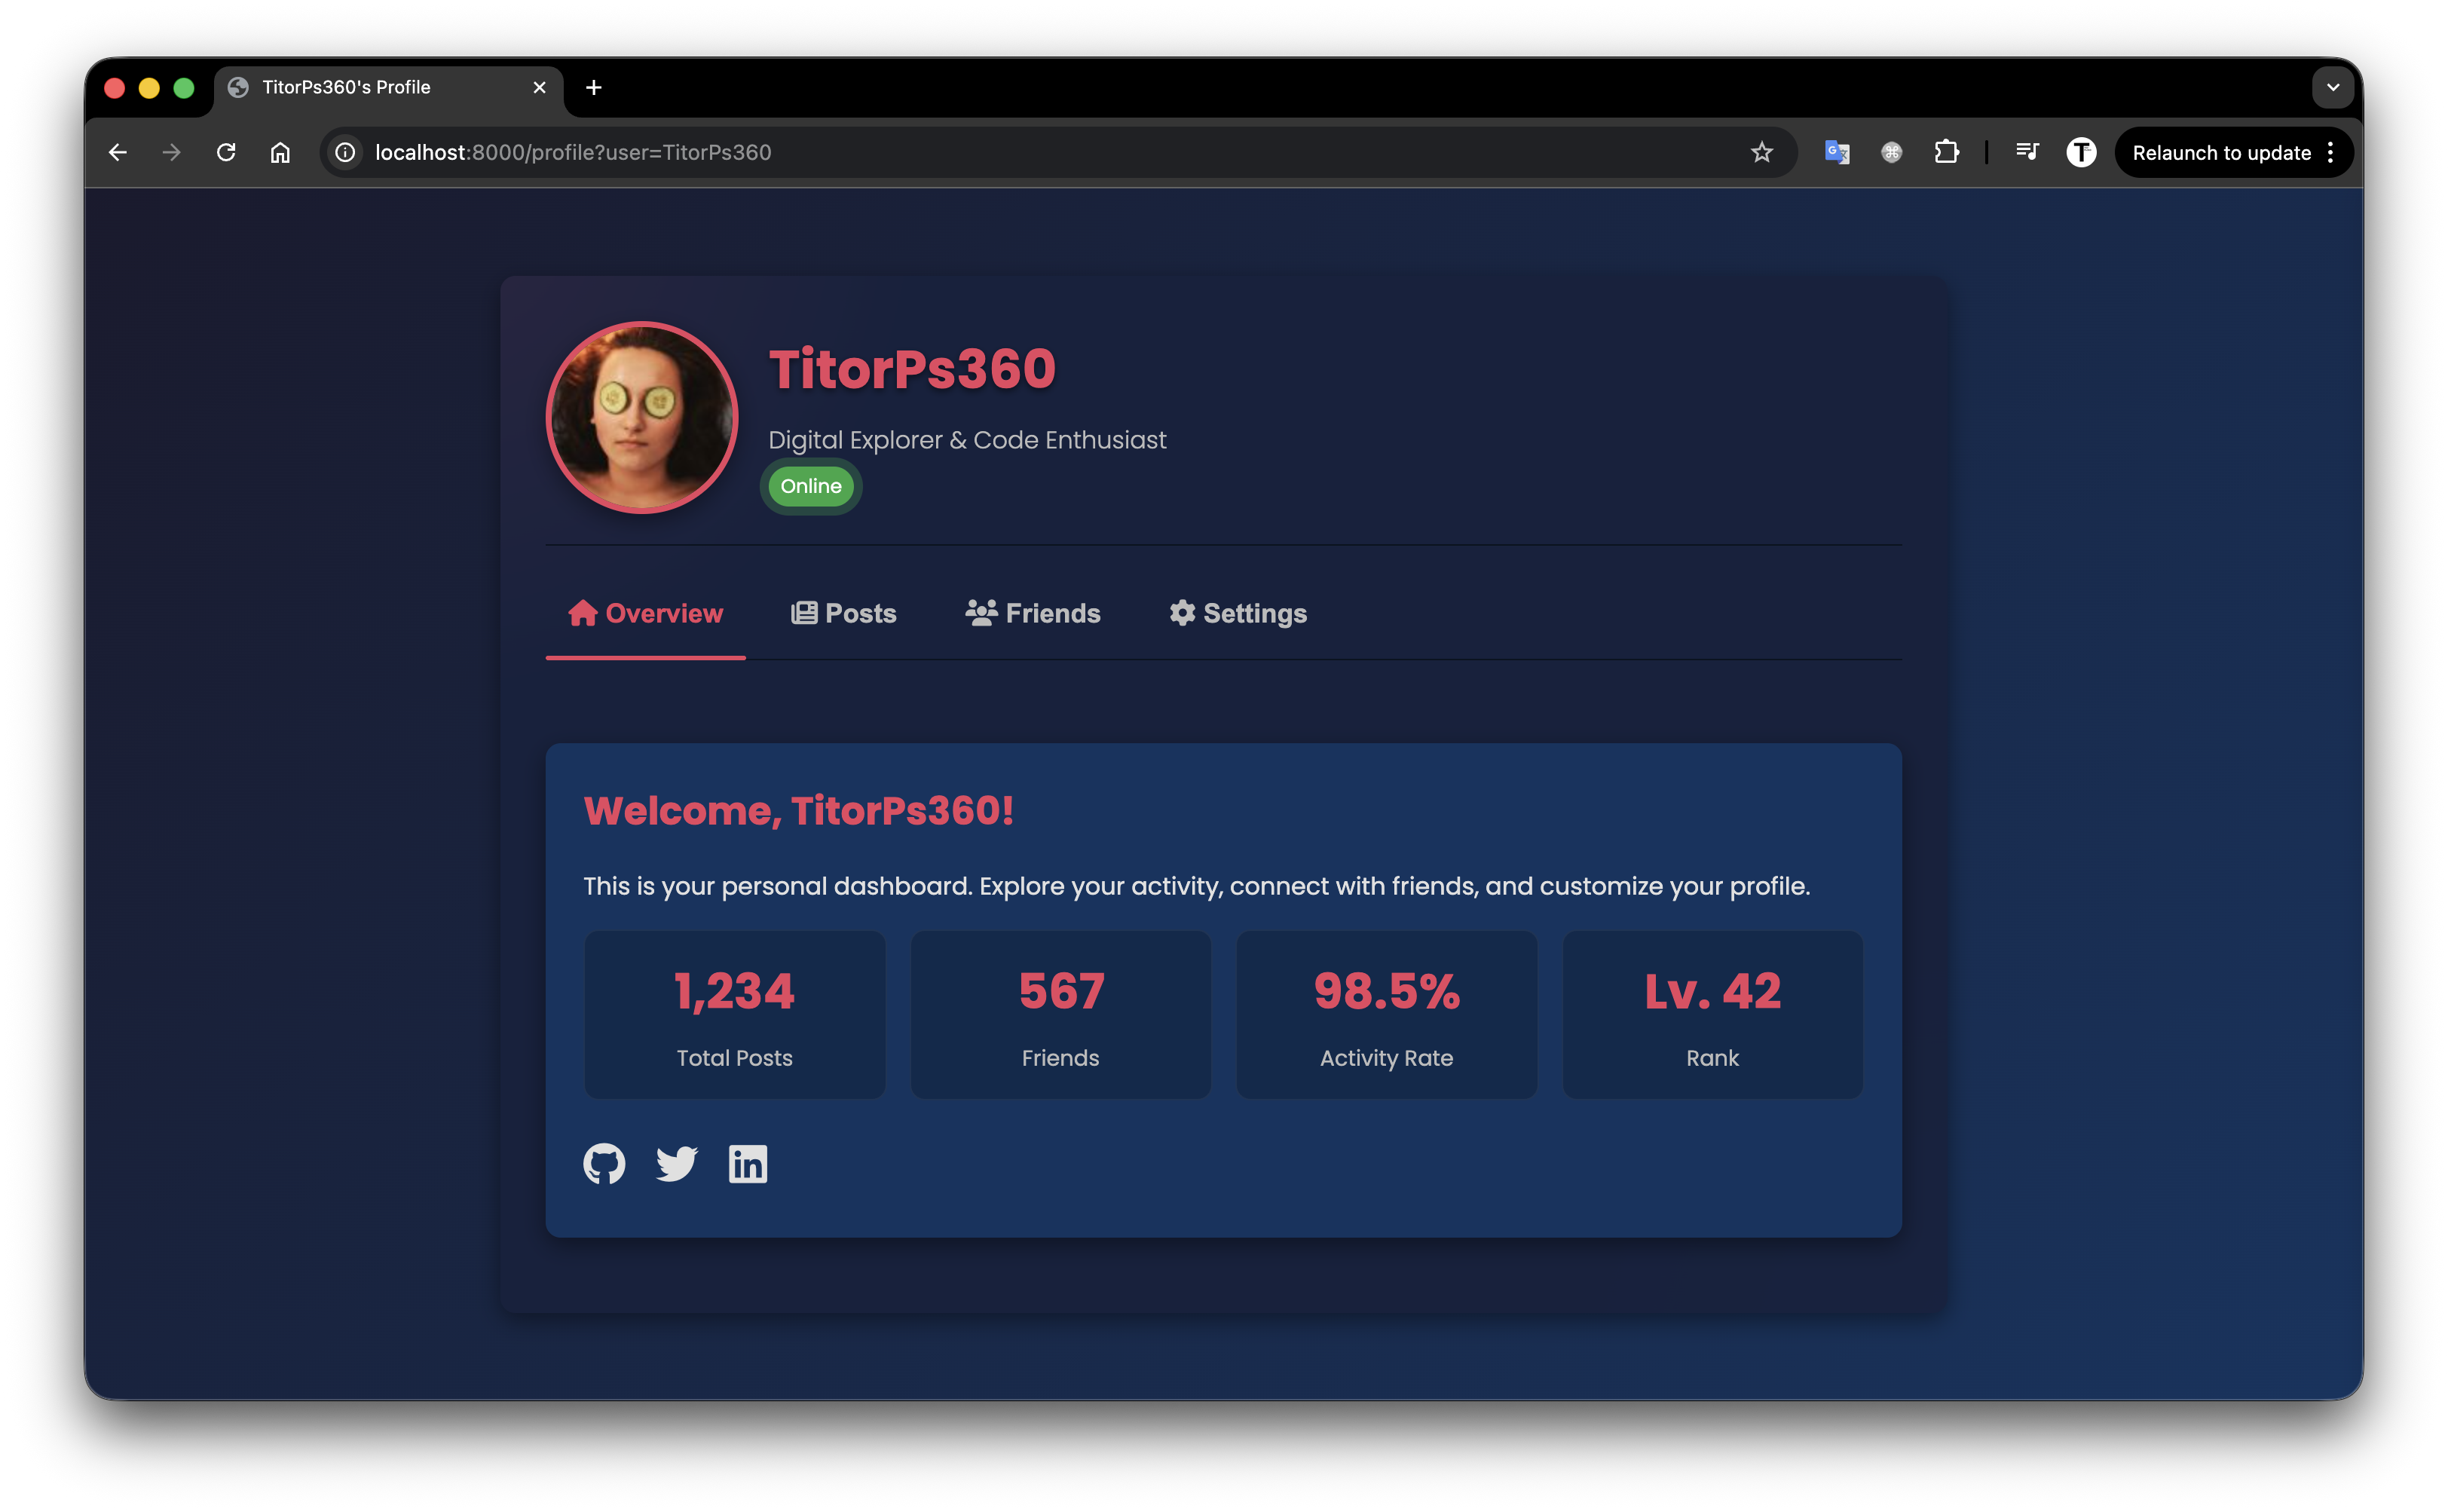 TitorPs360's Profile
localhost:8000/profile?user=TitorPs360
Relaunch to update
TitorPs360
Digital Explorer & Code Enthusiast
Online
Overview Posts Friends Settings
Welcome, TitorPs360!
This is your personal dashboard. Explore your activity, connect with friends, and customize your profile.
1,234 567 98.5% Lv. 42
Total Posts Friends Activity Rate Rank